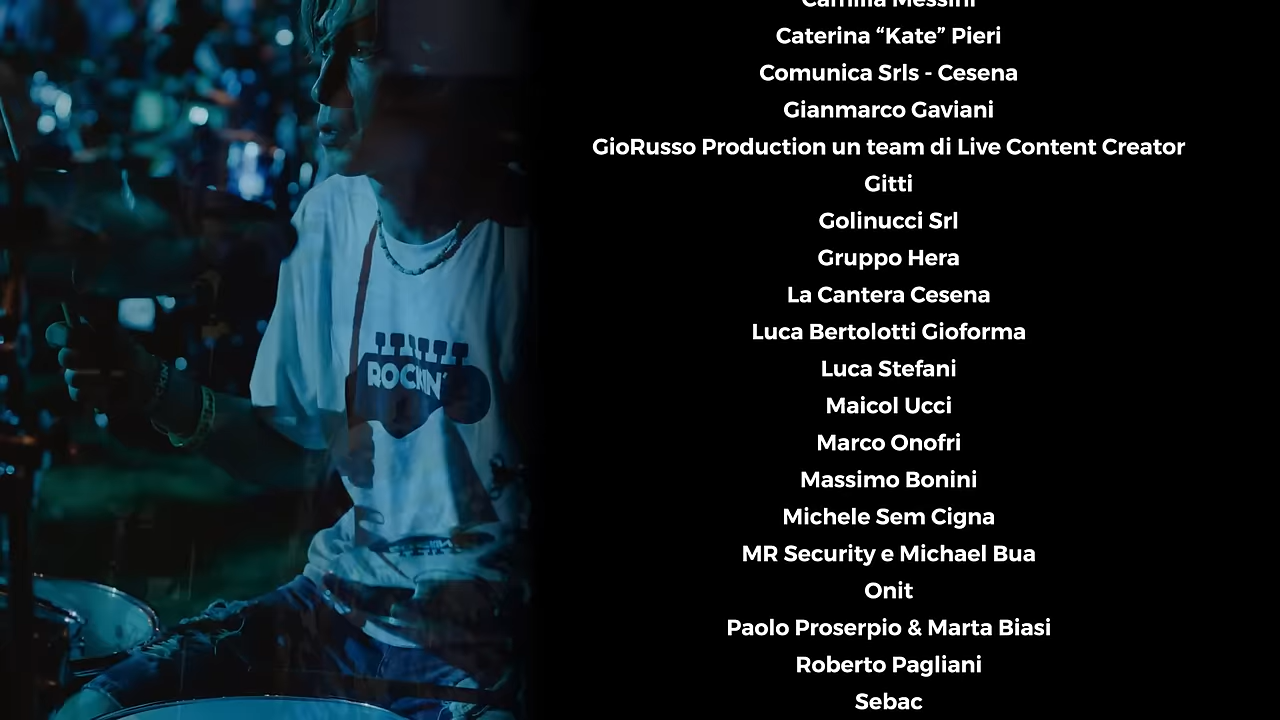 Camilla Messini
Caterina “Kate” Pieri
Comunica Srls - Cesena
Gianmarco Gaviani
GioRusso Production un team di Live Content Creator
Gitti
Golinucci Srl
Gruppo Hera
La Cantera Cesena
Luca Bertolotti Gioforma
Luca Stefani
Maicol Ucci
Marco Onofri
Massimo Bonini
Michele Sem Cigna
MR Security e Michael Bua
Onit
Paolo Proserpio & Marta Biasi
Roberto Pagliani
Sebac
ROCKIN'